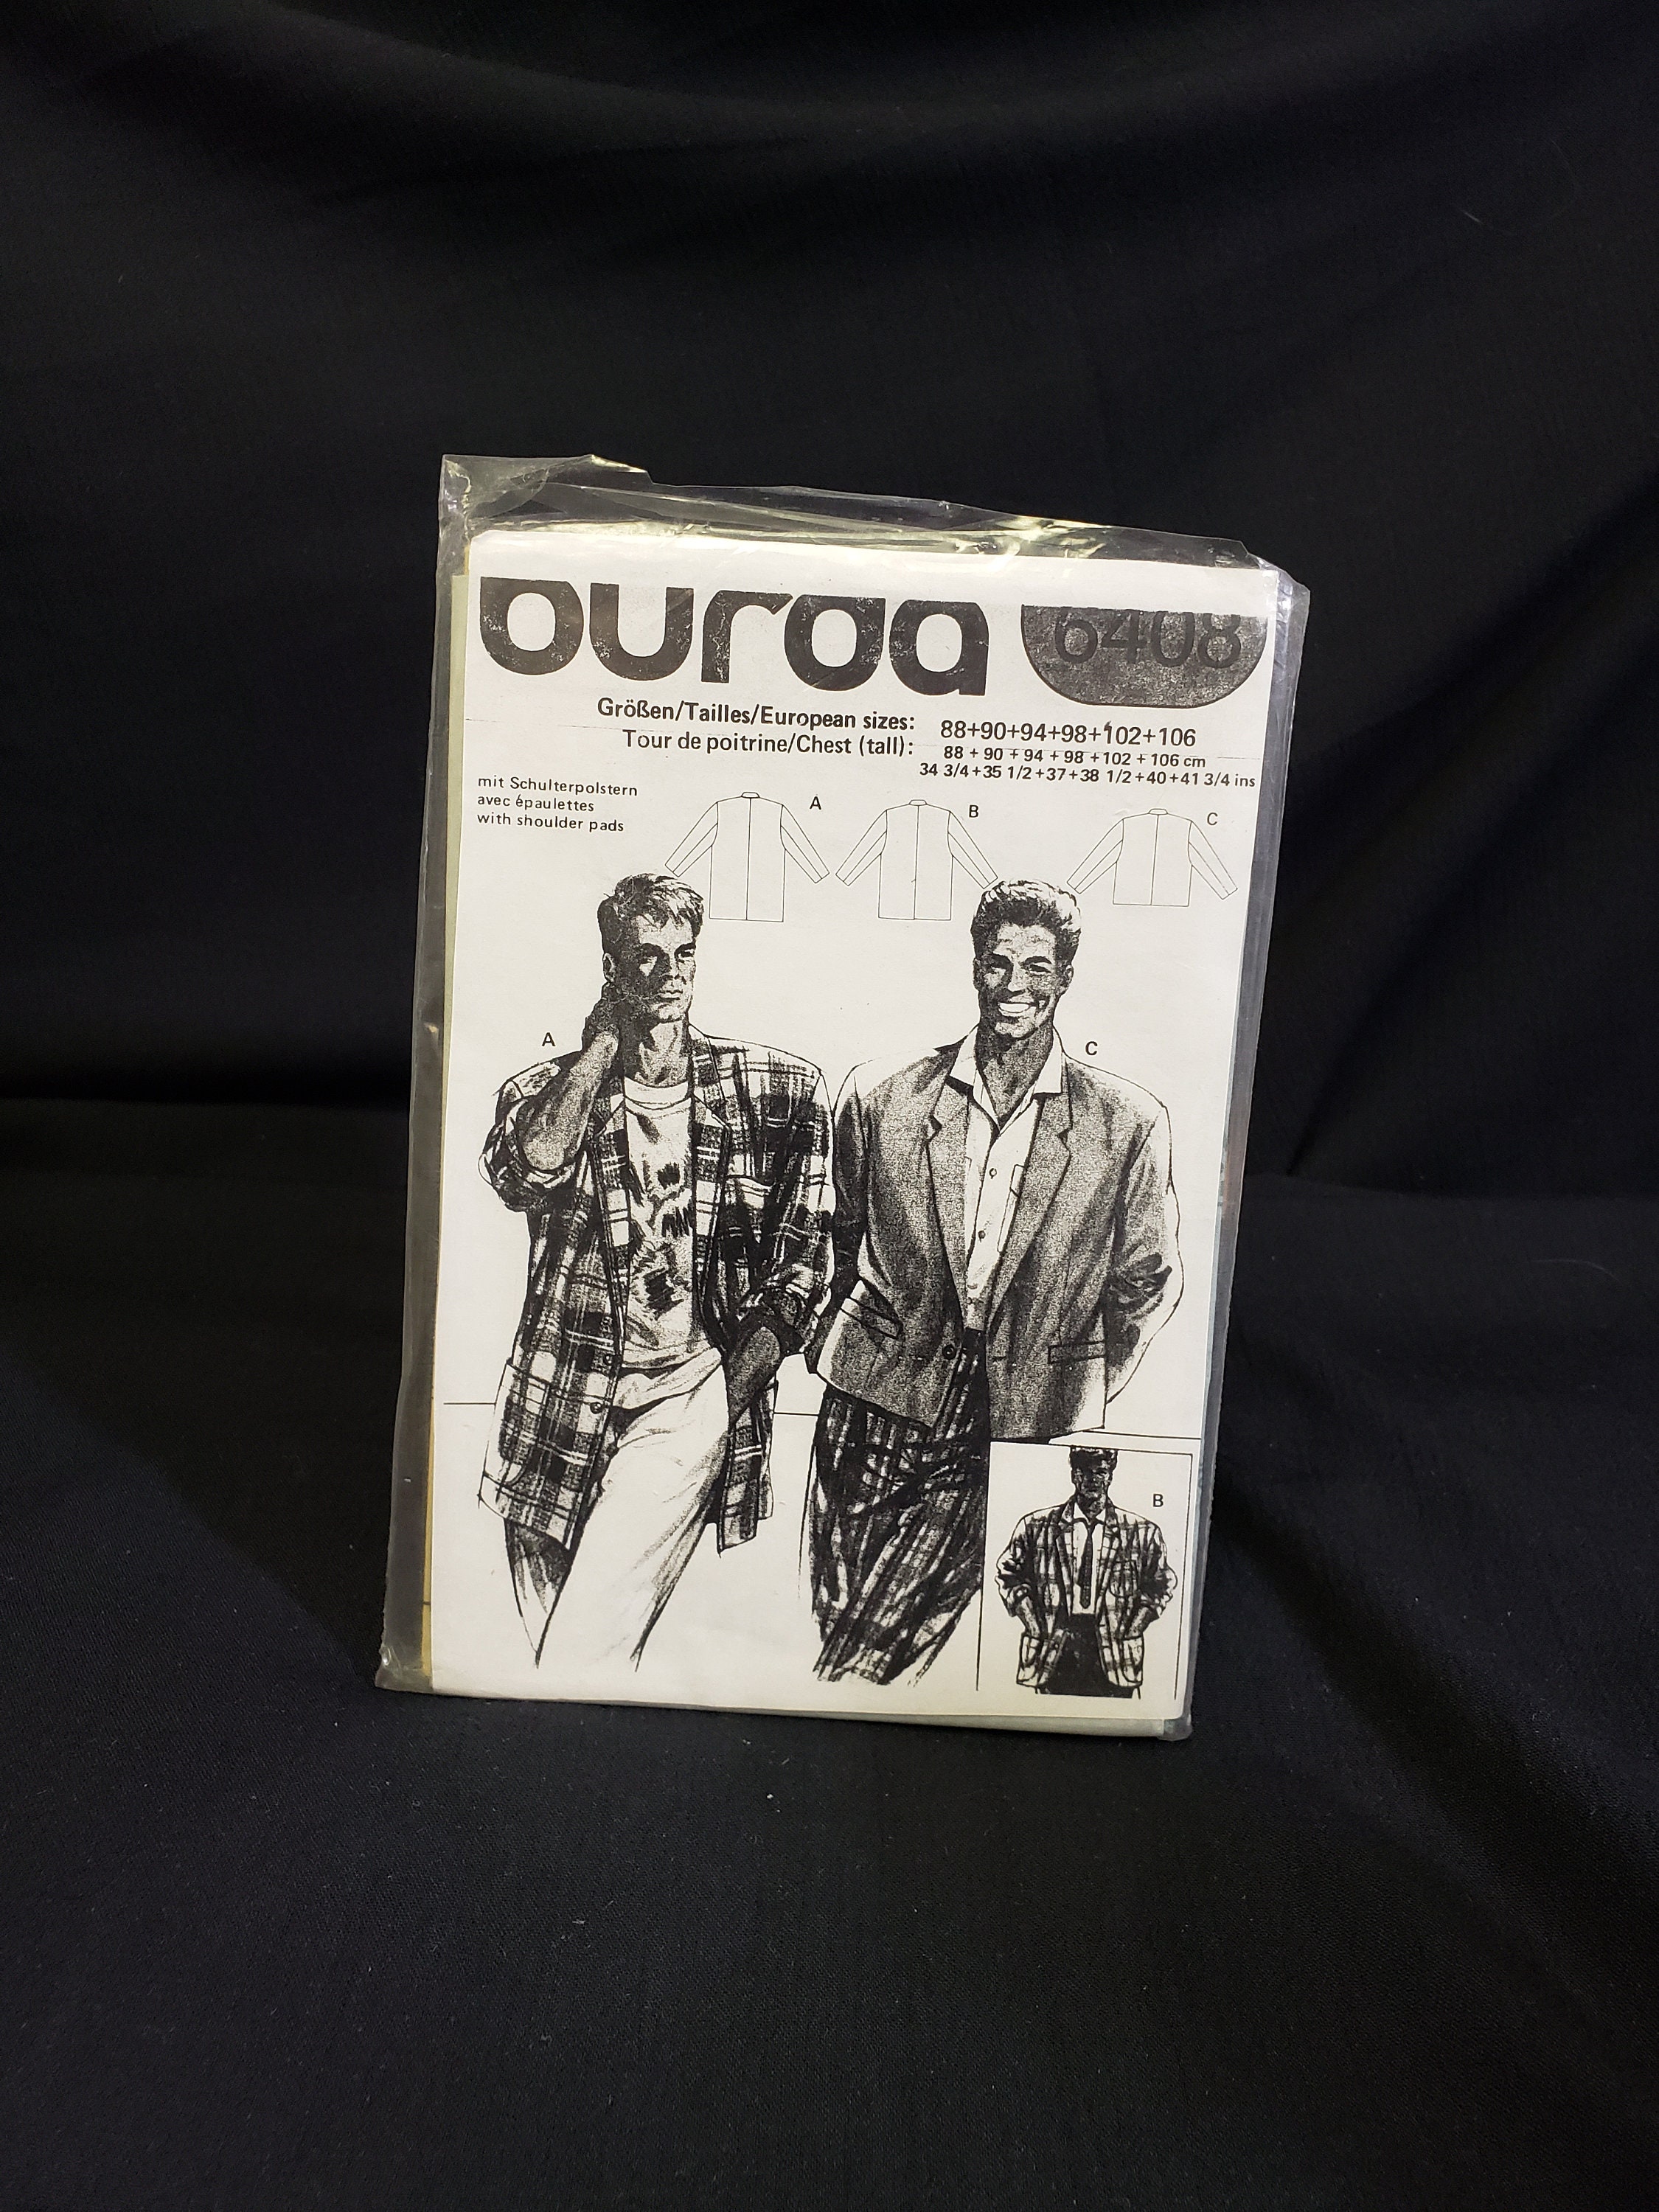 burda 6408
Größen/Tailles/European sizes: 88+90+94+98+102+106
Tour de poitrine/Chest (tall): 88 + 90 + 94 + 98 + 102 + 106 cm
34 3/4+35 1/2+37+38 1/2+40+41 3/4 ins
mit Schulterpolstern
avec épaulettes
with shoulder pads
A B C
A C
B